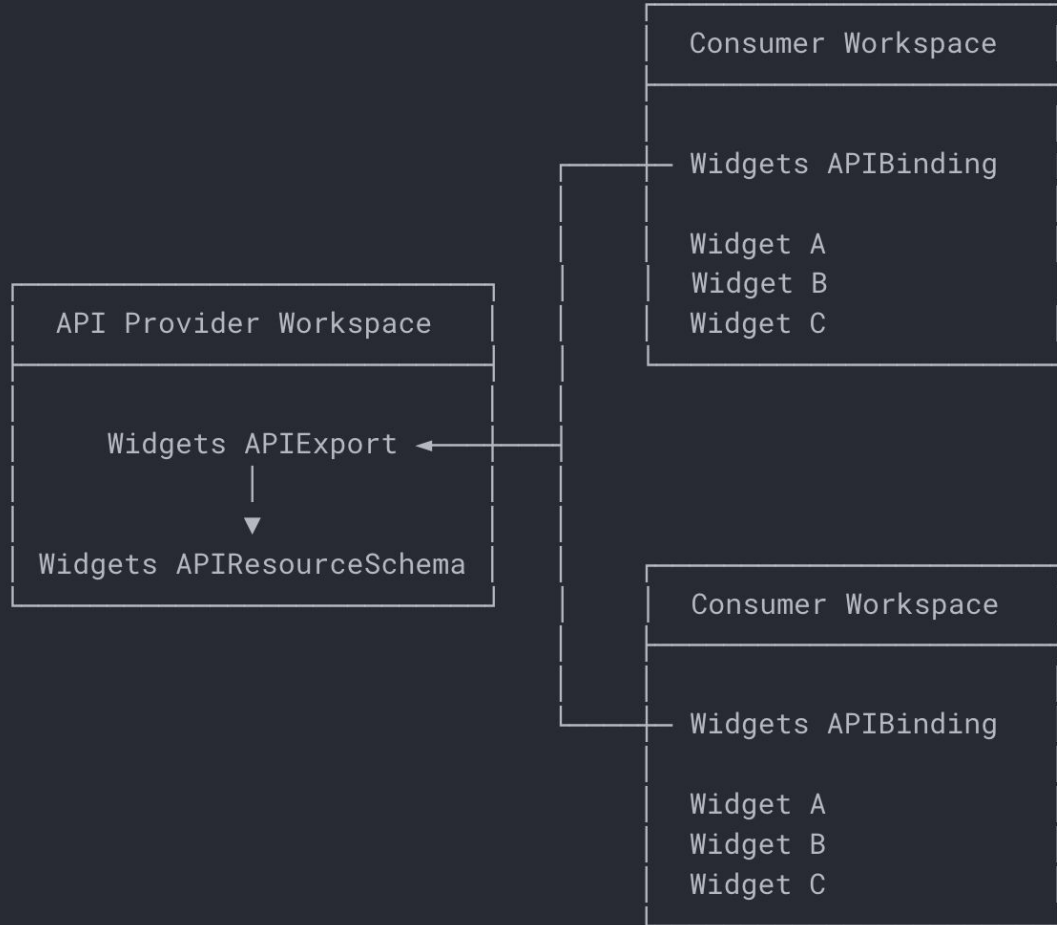 Consumer Workspace
Widgets APIBinding
Widget A
Widget B
Widget C
API Provider Workspace
Widgets APIExport
Widgets APIResourceSchema
Consumer Workspace
Widgets APIBinding
Widget A
Widget B
Widget C